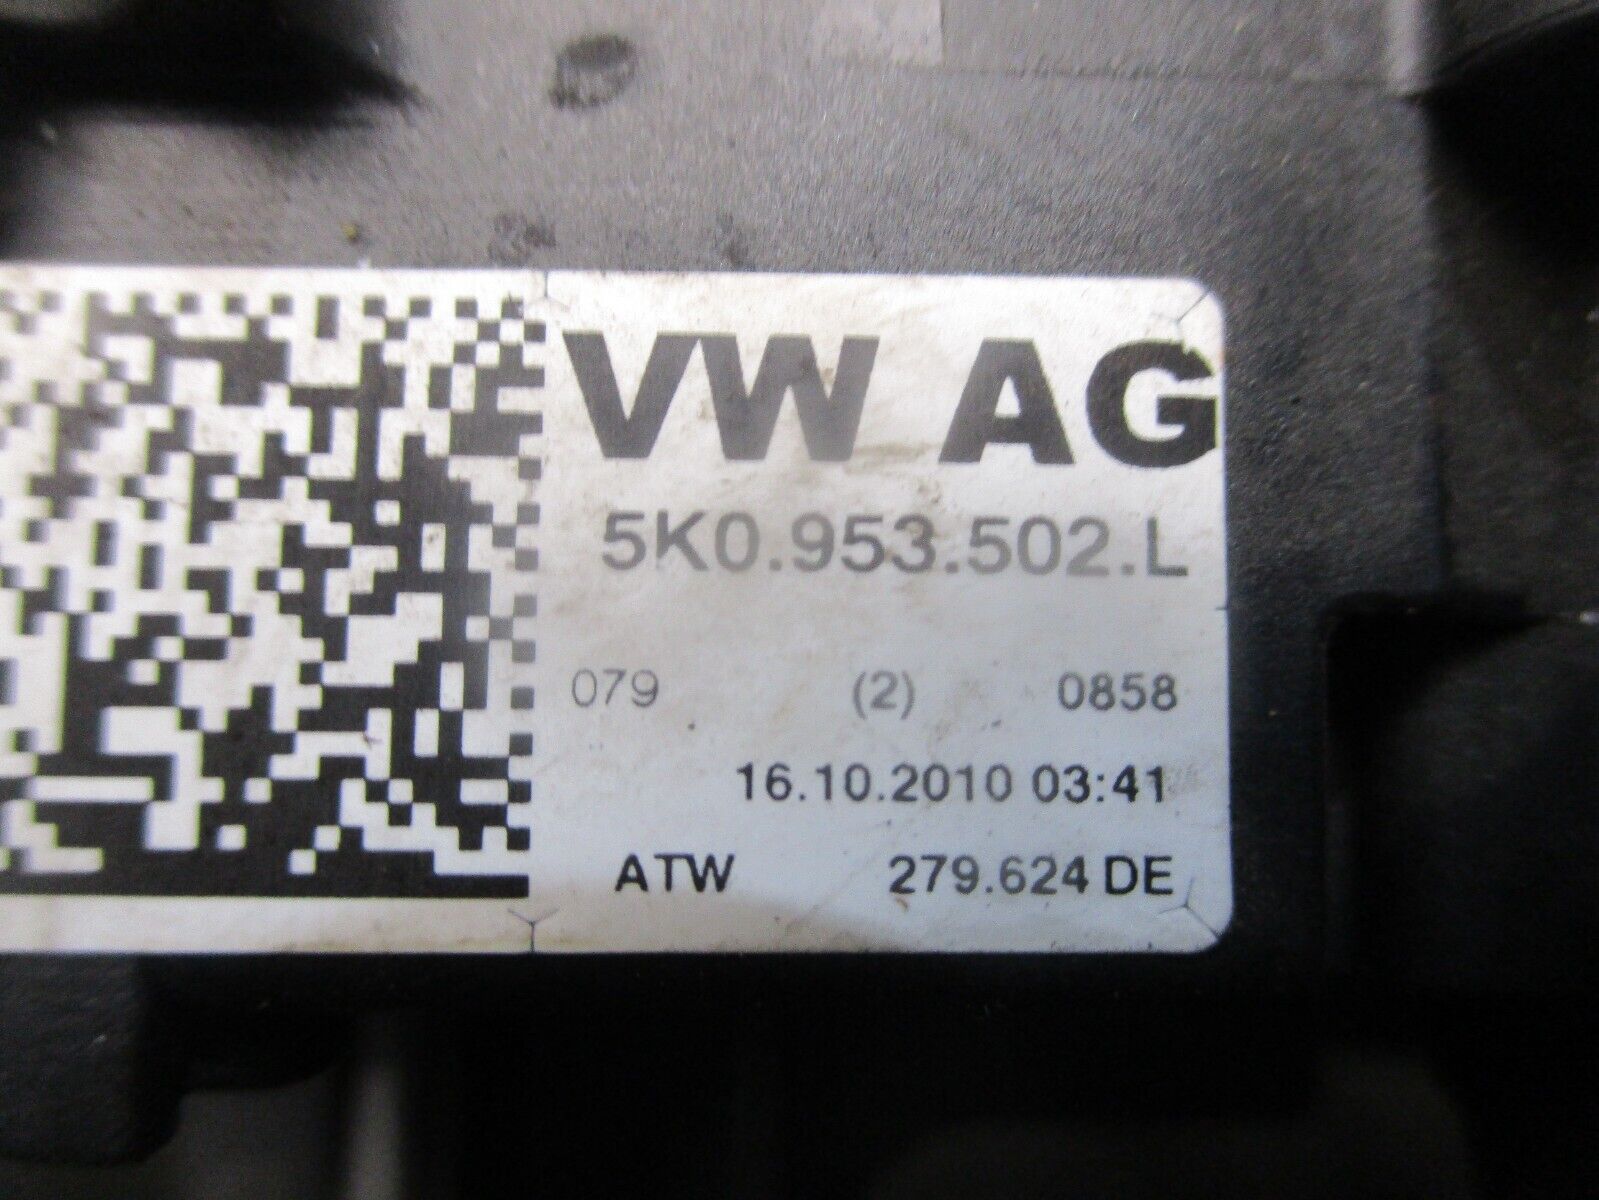 VW AG
5K0.953.502.L
079 (2) 0858
16.10.2010 03:41
ATW 279.624 DE